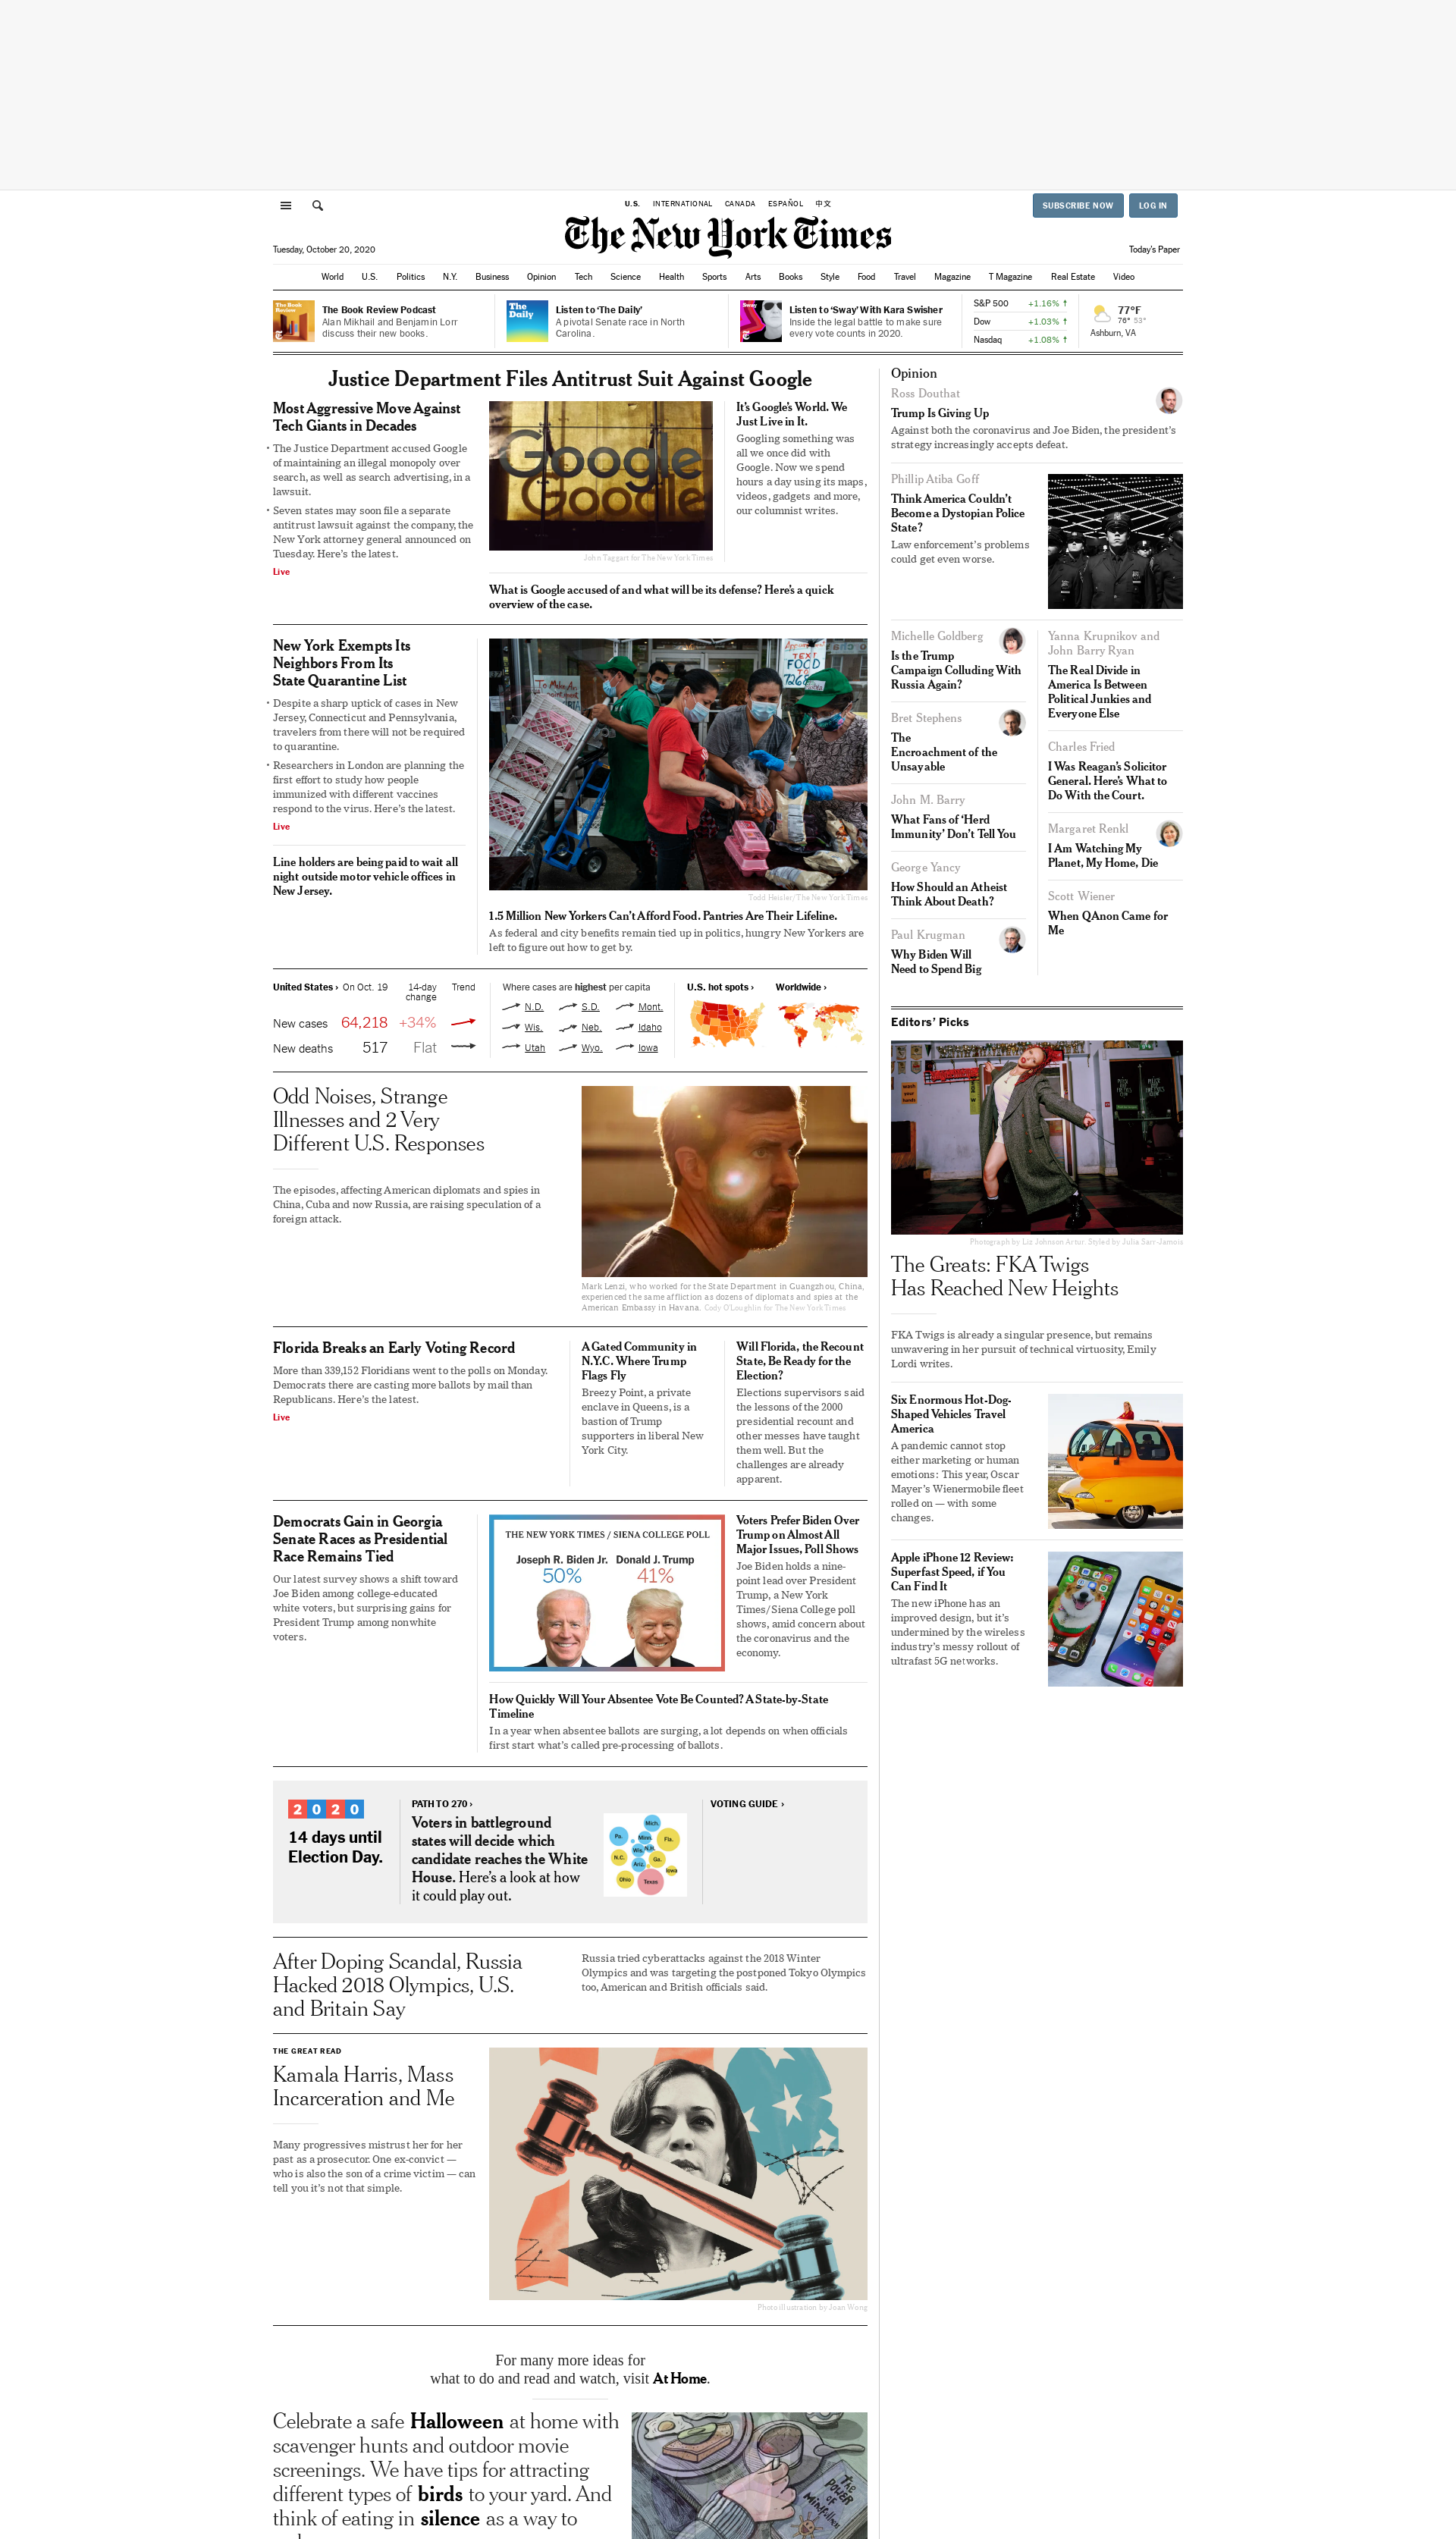 U.S. INTERNATIONAL CANADA ESPAÑOL 中文
SUBSCRIBE NOW LOG IN
The New York Times
Tuesday, October 20, 2020
Today's Paper
World U.S. Politics N.Y. Business Opinion Tech Science Health Sports Arts Books Style Food Travel Magazine T Magazine Real Estate Video
The Book Review
The Book Review Podcast
Alan Mikhail and Benjamin Lorr
discuss their new books.
The Daily
Listen to ‘The Daily’
A pivotal Senate race in North
Carolina.
Sway
Listen to ‘Sway’ With Kara Swisher
Inside the legal battle to make sure
every vote counts in 2020.
S&P 500 +1.16% ↑
Dow +1.03% ↑
Nasdaq +1.08% ↑
77°F
76° 53°
Ashburn, VA
Justice Department Files Antitrust Suit Against Google
Most Aggressive Move Against
Tech Giants in Decades
• The Justice Department accused Google
of maintaining an illegal monopoly over
search, as well as search advertising, in a
lawsuit.
• Seven states may soon file a separate
antitrust lawsuit against the company, the
New York attorney general announced on
Tuesday. Here’s the latest.
Live
Google
Google
John Taggart for The New York Times
It’s Google’s World. We
Just Live in It.
Googling something was
all we once did with
Google. Now we spend
hours a day using its maps,
videos, gadgets and more,
our columnist writes.
What is Google accused of and what will be its defense? Here’s a quick
overview of the case.
New York Exempts Its
Neighbors From Its
State Quarantine List
• Despite a sharp uptick of cases in New
Jersey, Connecticut and Pennsylvania,
travelers from there will not be required
to quarantine.
• Researchers in London are planning the
first effort to study how people
immunized with different vaccines
respond to the virus. Here’s the latest.
Live
Line holders are being paid to wait all
night outside motor vehicle offices in
New Jersey.
TEXT
FOOD
TO
726879
Todd Heisler/The New York Times
1.5 Million New Yorkers Can’t Afford Food. Pantries Are Their Lifeline.
As federal and city benefits remain tied up in politics, hungry New Yorkers are
left to figure out how to get by.
United States › On Oct. 19 14-day
change Trend
New cases 64,218 +34%
New deaths 517 Flat
Where cases are highest per capita
N.D. S.D. Mont.
Wis. Neb. Idaho
Utah Wyo. Iowa
U.S. hot spots › Worldwide ›
Odd Noises, Strange
Illnesses and 2 Very
Different U.S. Responses
The episodes, affecting American diplomats and spies in
China, Cuba and now Russia, are raising speculation of a
foreign attack.
Mark Lenzi, who worked for the State Department in Guangzhou, China,
experienced the same affliction as dozens of diplomats and spies at the
American Embassy in Havana. Cody O’Loughlin for The New York Times
Florida Breaks an Early Voting Record
More than 339,152 Floridians went to the polls on Monday.
Democrats there are casting more ballots by mail than
Republicans. Here’s the latest.
Live
A Gated Community in
N.Y.C. Where Trump
Flags Fly
Breezy Point, a private
enclave in Queens, is a
bastion of Trump
supporters in liberal New
York City.
Will Florida, the Recount
State, Be Ready for the
Election?
Elections supervisors said
the lessons of the 2000
presidential recount and
other messes have taught
them well. But the
challenges are already
apparent.
Democrats Gain in Georgia
Senate Races as Presidential
Race Remains Tied
Our latest survey shows a shift toward
Joe Biden among college-educated
white voters, but surprising gains for
President Trump among nonwhite
voters.
THE NEW YORK TIMES / SIENA COLLEGE POLL
Joseph R. Biden Jr. Donald J. Trump
50% 41%
Voters Prefer Biden Over
Trump on Almost All
Major Issues, Poll Shows
Joe Biden holds a nine-
point lead over President
Trump, a New York
Times/Siena College poll
shows, amid concern about
the coronavirus and the
economy.
How Quickly Will Your Absentee Vote Be Counted? A State-by-State
Timeline
In a year when absentee ballots are surging, a lot depends on when officials
first start what’s called pre-processing of ballots.
2020
14 days until
Election Day.
PATH TO 270 ›
Voters in battleground
states will decide which
candidate reaches the White
House. Here’s a look at how
it could play out.
Mich.
Pa. Minn. Fla.
Wis. N.H.
N.C. Ga.
Ariz. Iowa
Ohio Texas
VOTING GUIDE ›
After Doping Scandal, Russia
Hacked 2018 Olympics, U.S.
and Britain Say
Russia tried cyberattacks against the 2018 Winter
Olympics and was targeting the postponed Tokyo Olympics
too, American and British officials said.
THE GREAT READ
Kamala Harris, Mass
Incarceration and Me
Many progressives mistrust her for her
past as a prosecutor. One ex-convict —
who is also the son of a crime victim — can
tell you it’s not that simple.
Photo illustration by Joan Wong
For many more ideas for
what to do and read and watch, visit At Home.
Celebrate a safe Halloween at home with
scavenger hunts and outdoor movie
screenings. We have tips for attracting
different types of birds to your yard. And
think of eating in silence as a way to
THE
POWER
OF
Mindfulness
Opinion
Ross Douthat
Trump Is Giving Up
Against both the coronavirus and Joe Biden, the president’s
strategy increasingly accepts defeat.
Phillip Atiba Goff
Think America Couldn’t
Become a Dystopian Police
State?
Law enforcement’s problems
could get even worse.
Michelle Goldberg
Is the Trump
Campaign Colluding With
Russia Again?
Bret Stephens
The
Encroachment of the
Unsayable
John M. Barry
What Fans of ‘Herd
Immunity’ Don’t Tell You
George Yancy
How Should an Atheist
Think About Death?
Paul Krugman
Why Biden Will
Need to Spend Big
Yanna Krupnikov and
John Barry Ryan
The Real Divide in
America Is Between
Political Junkies and
Everyone Else
Charles Fried
I Was Reagan’s Solicitor
General. Here’s What to
Do With the Court.
Margaret Renkl
I Am Watching My
Planet, My Home, Die
Scott Wiener
When QAnon Came for
Me
Editors’ Picks
Photograph by Liz Johnson Artur. Styled by Julia Sarr-Jamois
The Greats: FKA Twigs
Has Reached New Heights
FKA Twigs is already a singular presence, but remains
unwavering in her pursuit of technical virtuosity, Emily
Lordi writes.
Six Enormous Hot-Dog-
Shaped Vehicles Travel
America
A pandemic cannot stop
either marketing or human
emotions: This year, Oscar
Mayer’s Wienermobile fleet
rolled on — with some
changes.
Apple iPhone 12 Review:
Superfast Speed, if You
Can Find It
The new iPhone has an
improved design, but it’s
undermined by the wireless
industry’s messy rollout of
ultrafast 5G networks.